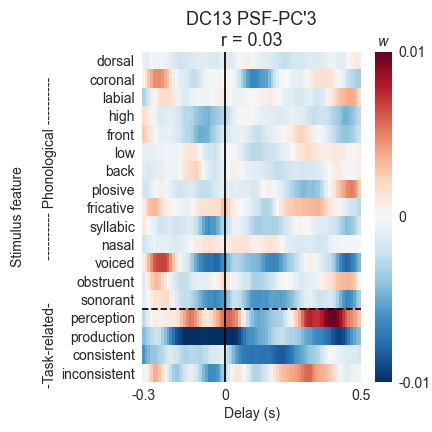 DC13 PSF-PC'3
r = 0.03
w
dorsal
coronal
labial
high
front
low
back
plosive
fricative
syllabic
nasal
voiced
obstruent
sonorant
perception
production
consistent
inconsistent
Stimulus feature
-Task-related- ---------- Phonological ----------
0.01
0
-0.01
-0.3 0 0.5
Delay (s)